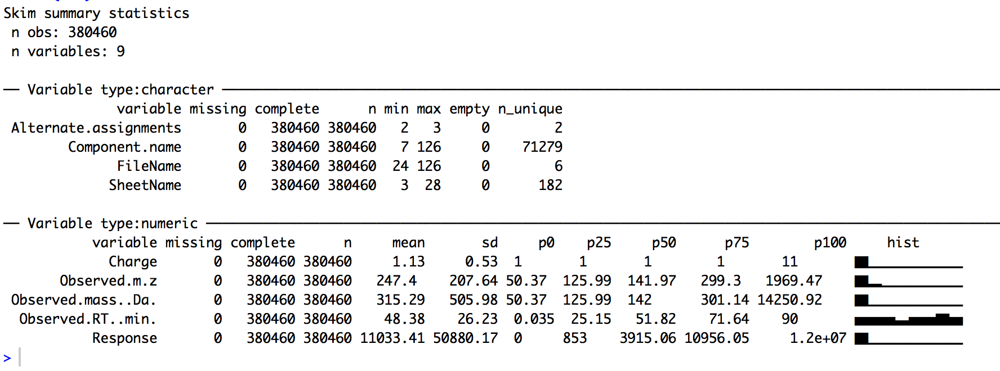 Skim summary statistics
 n obs: 380460
 n variables: 9

── Variable type:character ──────────
variable missing complete n min max empty n_unique
Alternate.assignments 0 380460 380460 2 3 0 2
Component.name 0 380460 380460 7 126 0 71279
FileName 0 380460 380460 24 126 0 6
SheetName 0 380460 380460 3 28 0 182

── Variable type:numeric ──────────
variable missing complete n mean sd p0 p25 p50 p75 p100 hist
Charge 0 380460 380460 1.13 0.53 1 1 1 1 11
Observed.m.z 0 380460 380460 247.4 207.64 50.37 125.99 141.97 299.3 1969.47
Observed.mass..Da. 0 380460 380460 315.29 505.98 50.37 125.99 142 301.14 14250.92
Observed.RT..min. 0 380460 380460 48.38 26.23 0.035 25.15 51.82 71.64 90
Response 0 380460 380460 11033.41 50880.17 0 853 3915.06 10956.05 1.2e+07
>